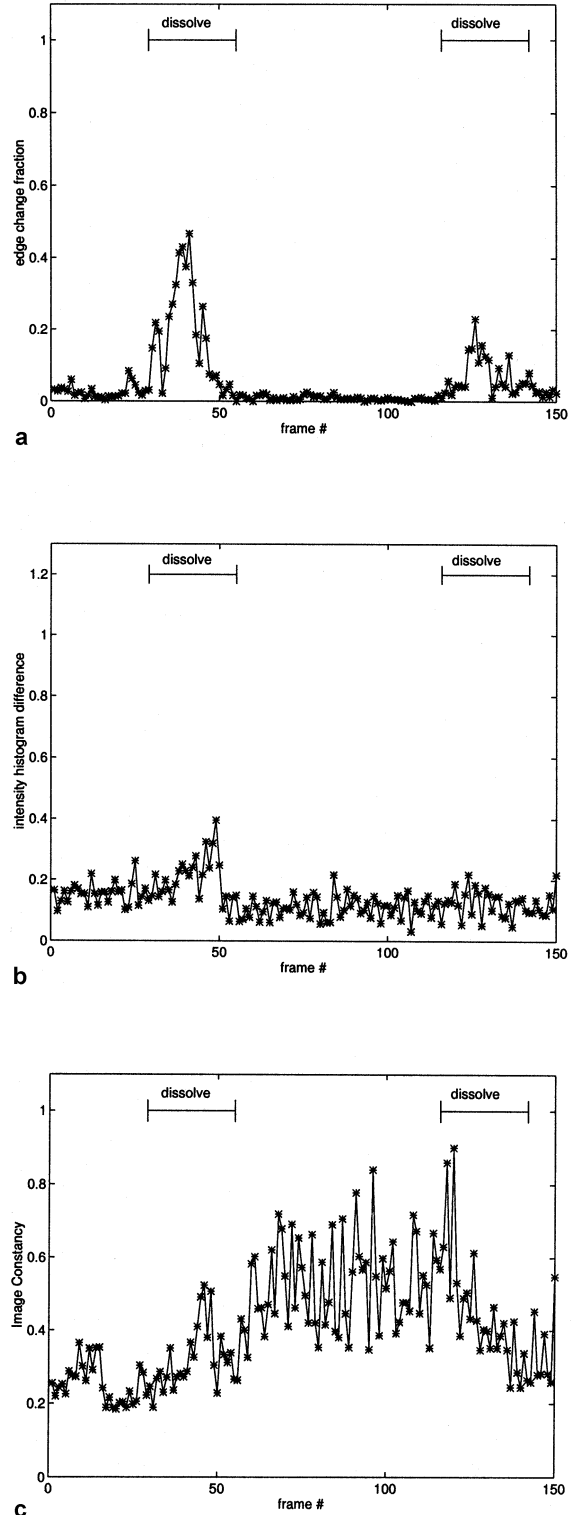 dissolve dissolve
1
0.8
edge change fraction
0.6
0.4
0.2
0
0 50 100 150
frame #
a
dissolve dissolve
1.2
1
intensity histogram difference
0.8
0.6
0.4
0.2
0
0 50 100 150
frame #
b
dissolve dissolve
1
0.8
Image Constancy
0.6
0.4
0.2
0
0 50 100 150
frame #
c